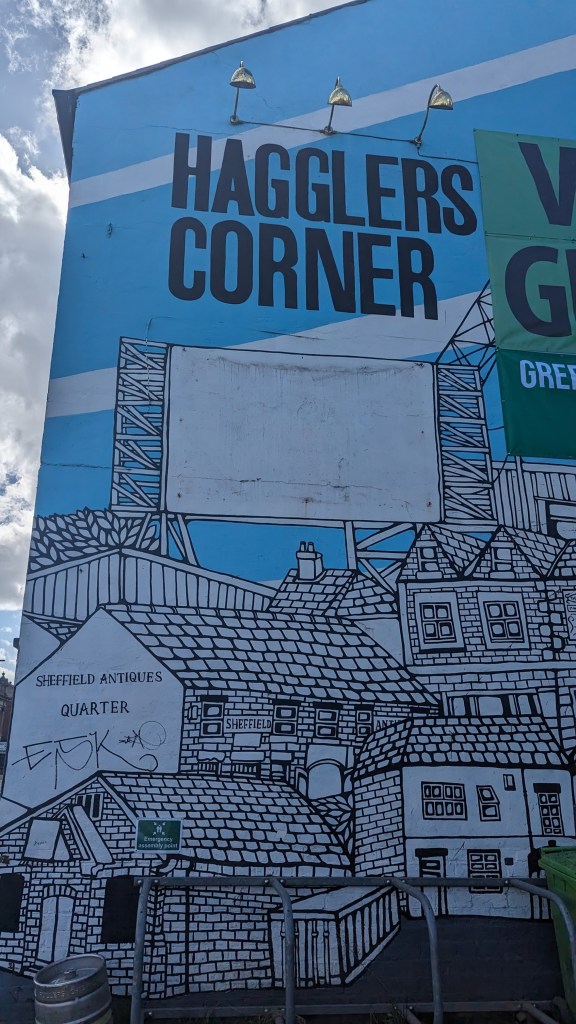 HAGGLERS
CORNER
SHEFFIELD ANTIQUES
QUARTER
SHEFFIELD
Emergency
assembly point